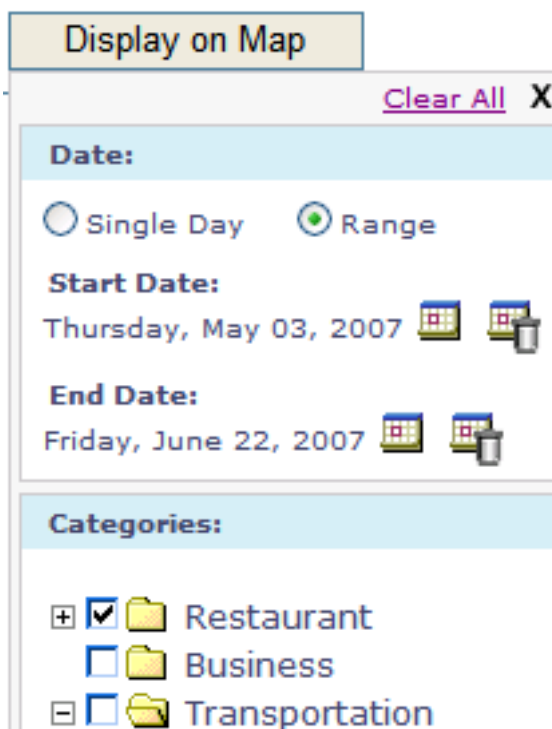 Display on Map
Clear All X
Date:
Single Day Range
Start Date:
Thursday, May 03, 2007
End Date:
Friday, June 22, 2007
Categories:
Restaurant
Business
Transportation